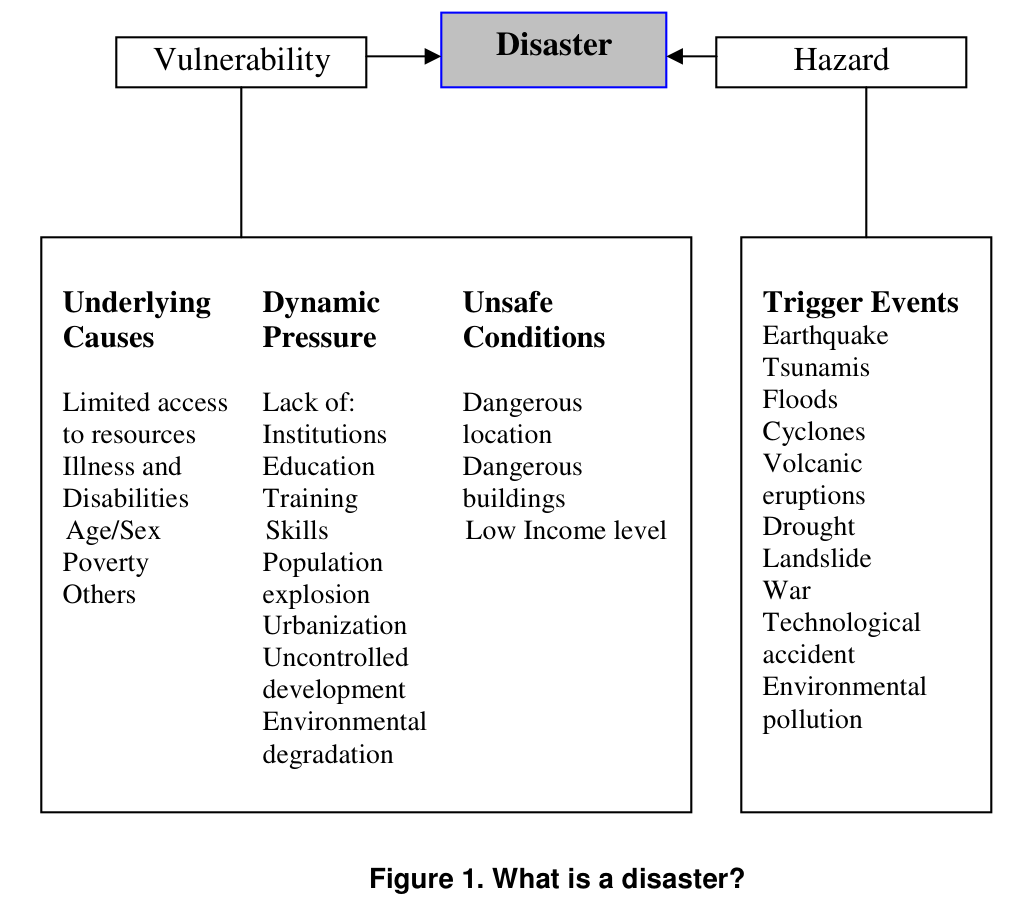 Vulnerability
Disaster
Hazard
Underlying
Causes
Limited access
to resources
Illness and
Disabilities
Age/Sex
Poverty
Others
Dynamic
Pressure
Lack of:
Institutions
Education
Training
Skills
Population
explosion
Urbanization
Uncontrolled
development
Environmental
degradation
Unsafe
Conditions
Dangerous
location
Dangerous
buildings
Low Income level
Trigger Events
Earthquake
Tsunamis
Floods
Cyclones
Volcanic
eruptions
Drought
Landslide
War
Technological
accident
Environmental
pollution
Figure 1. What is a disaster?